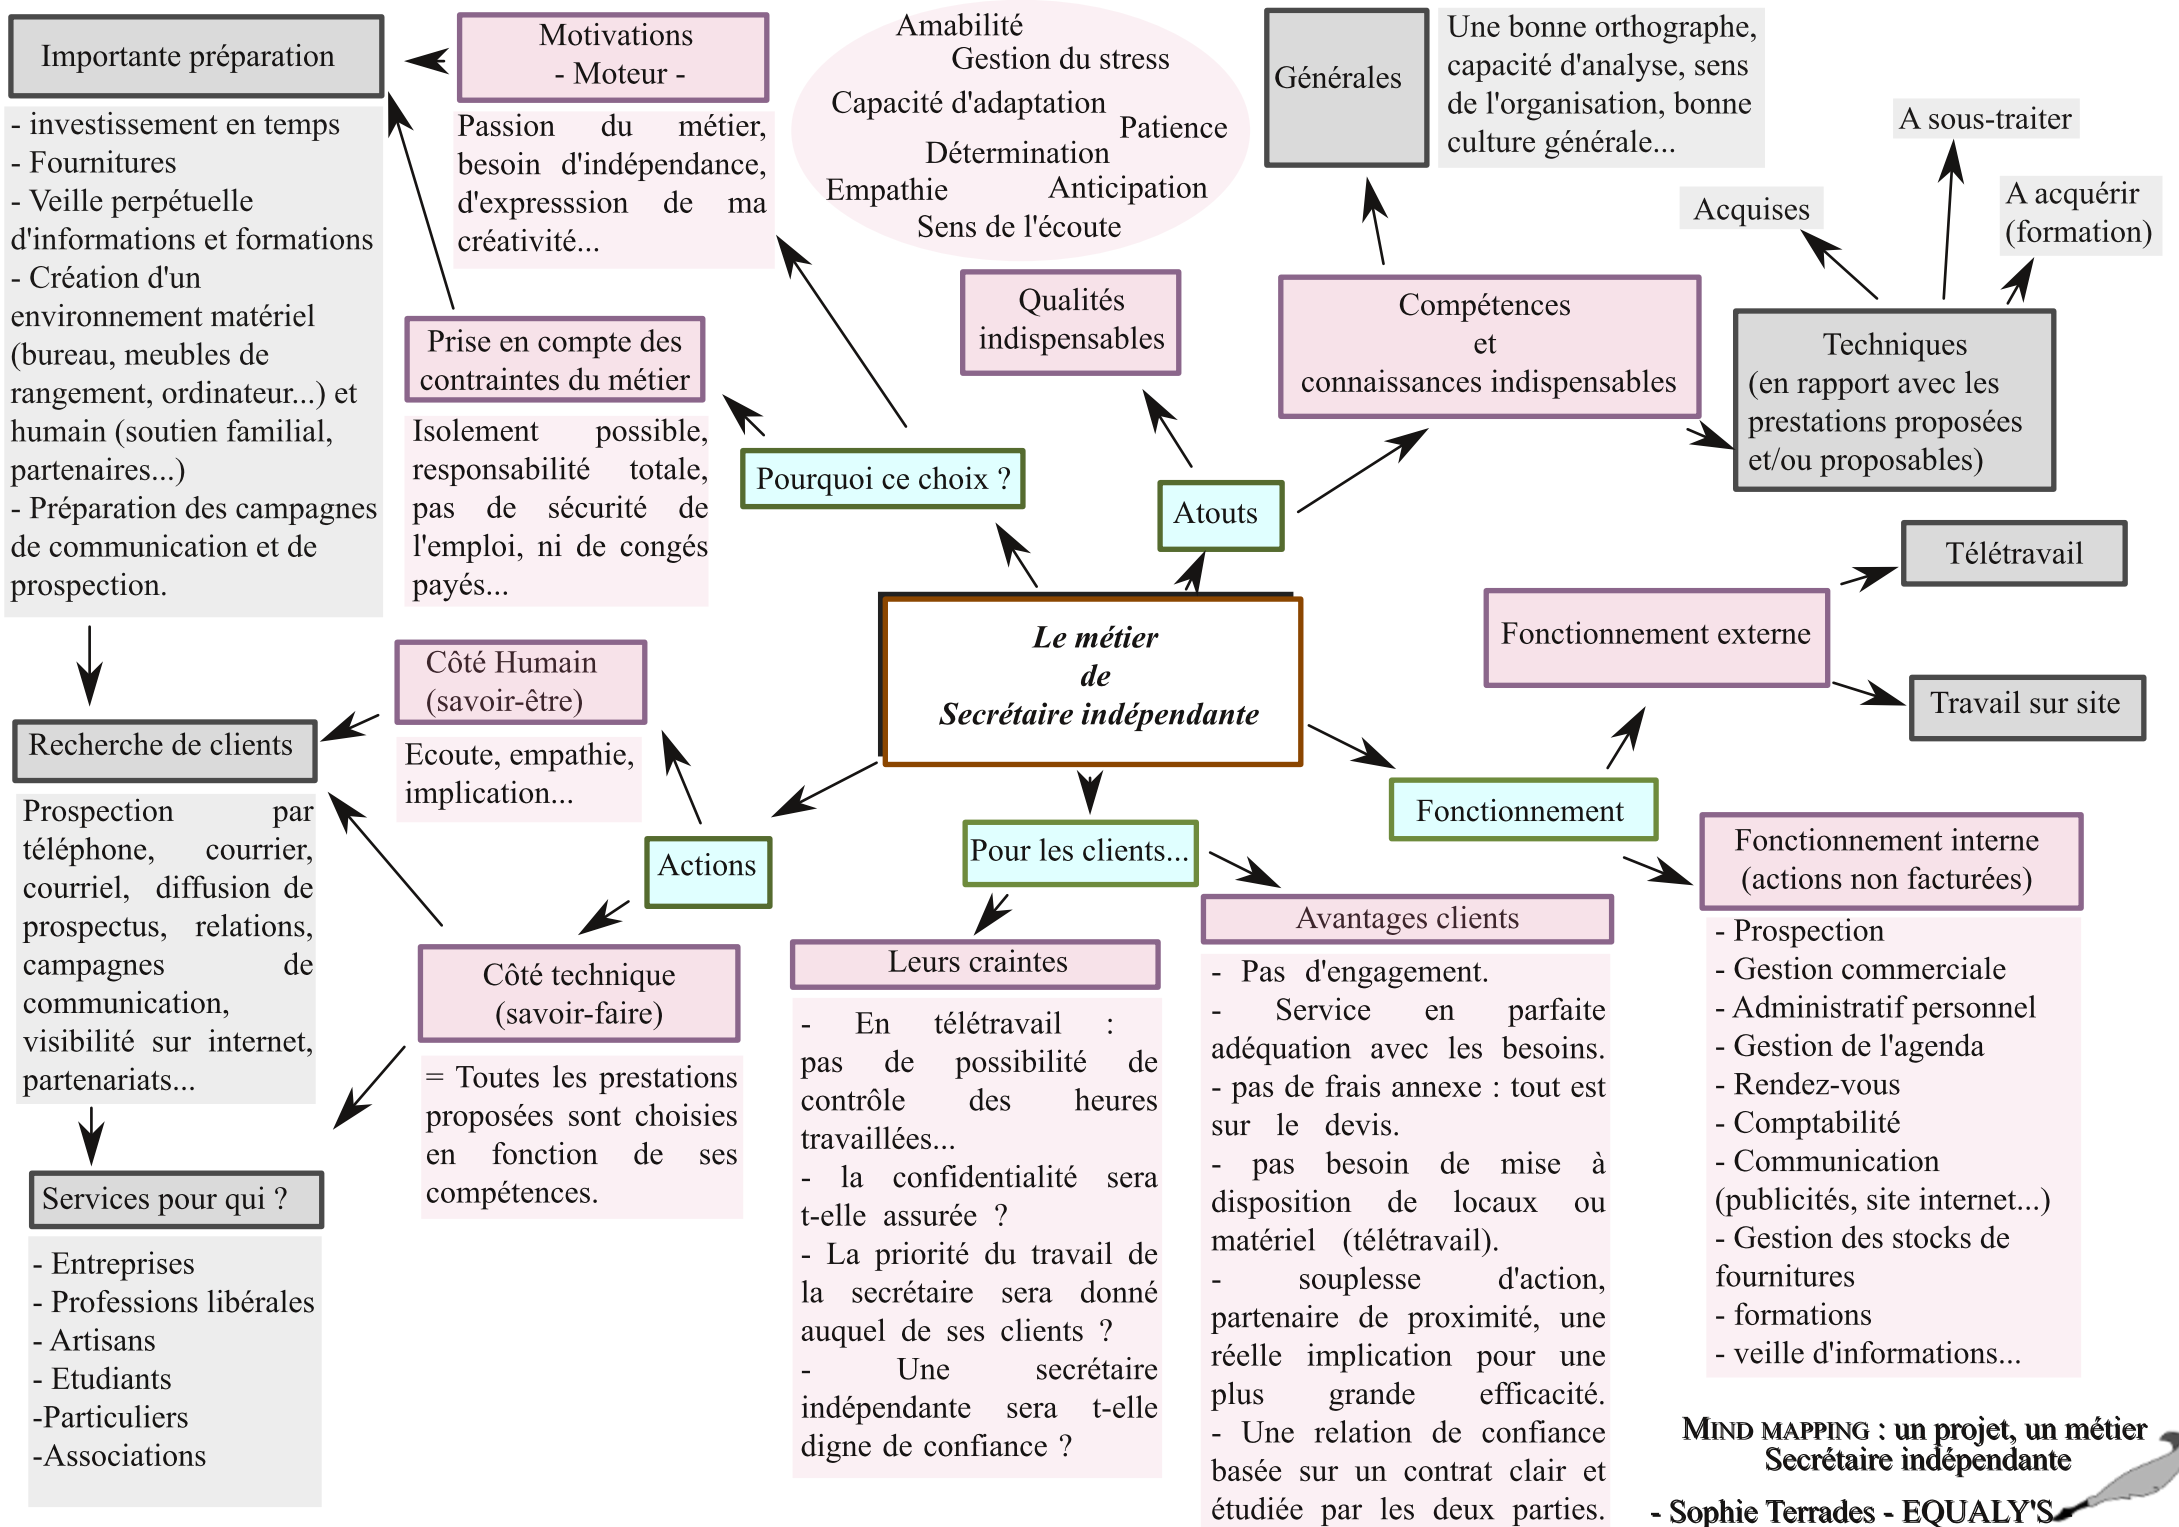 Importante préparation
- investissement en temps
- Fournitures
- Veille perpétuelle
d'informations et formations
- Création d'un
environnement matériel
(bureau, meubles de
rangement, ordinateur...) et
humain (soutien familial,
partenaires...)
- Préparation des campagnes
de communication et de
prospection.
Motivations
- Moteur -
Passion du métier,
besoin d'indépendance,
d'expresssion de ma
créativité...
Prise en compte des
contraintes du métier
Isolement possible,
responsabilité totale,
pas de sécurité de
l'emploi, ni de congés
payés...
Pourquoi ce choix ?
Amabilité
Gestion du stress
Capacité d'adaptation
Patience
Détermination
Empathie
Anticipation
Sens de l'écoute
Qualités
indispensables
Atouts
Générales
Une bonne orthographe,
capacité d'analyse, sens
de l'organisation, bonne
culture générale...
Compétences
et
connaissances indispensables
A sous-traiter
Acquises
A acquérir
(formation)
Techniques
(en rapport avec les
prestations proposées
et/ou proposables)
Le métier
de
Secrétaire indépendante
Télétravail
Fonctionnement externe
Travail sur site
Fonctionnement
Fonctionnement interne
(actions non facturées)
- Prospection
- Gestion commerciale
- Administratif personnel
- Gestion de l'agenda
- Rendez-vous
- Comptabilité
- Communication
(publicités, site internet...)
- Gestion des stocks de
fournitures
- formations
- veille d'informations...
Côté Humain
(savoir-être)
Ecoute, empathie,
implication...
Actions
Côté technique
(savoir-faire)
= Toutes les prestations
proposées sont choisies
en fonction de ses
compétences.
Recherche de clients
Prospection par
téléphone, courrier,
courriel, diffusion de
prospectus, relations,
campagnes de
communication,
visibilité sur internet,
partenariats...
Services pour qui ?
- Entreprises
- Professions libérales
- Artisans
- Etudiants
-Particuliers
-Associations
Pour les clients...
Leurs craintes
- En télétravail :
pas de possibilité de
contrôle des heures
travaillées...
- la confidentialité sera
t-elle assurée ?
- La priorité du travail de
la secrétaire sera donné
auquel de ses clients ?
- Une secrétaire
indépendante sera t-elle
digne de confiance ?
Avantages clients
- Pas d'engagement.
- Service en parfaite
adéquation avec les besoins.
- pas de frais annexe : tout est
sur le devis.
- pas besoin de mise à
disposition de locaux ou
matériel (télétravail).
- souplesse d'action,
partenaire de proximité, une
réelle implication pour une
plus grande efficacité.
- Une relation de confiance
basée sur un contrat clair et
étudiée par les deux parties.
MIND MAPPING : un projet, un métier
Secrétaire indépendante
- Sophie Terrades - EQUALY'S